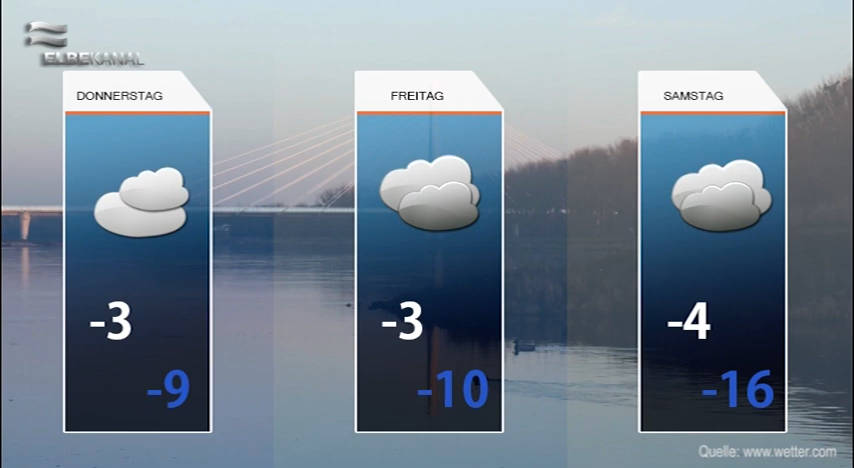 ELBEKANAL
DONNERSTAG
-3
-9
FREITAG
-3
-10
SAMSTAG
-4
-16
Quelle: www.wetter.com